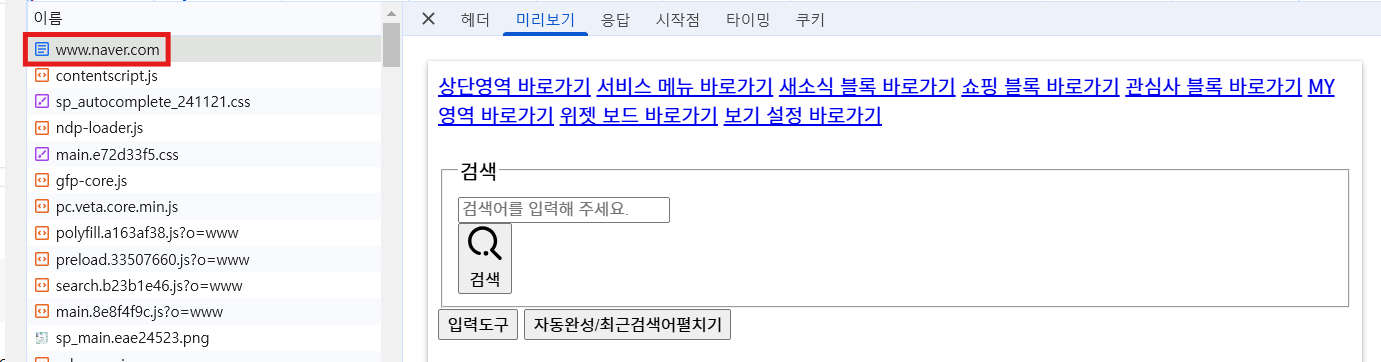 이름
www.naver.com
contentscript.js
sp_autocomplete_241121.css
ndp-loader.js
main.e72d33f5.css
gfp-core.js
pc.veta.core.min.js
polyfill.a163af38.js?o=www
preload.33507660.js?o=www
search.b23b1e46.js?o=www
main.8e8f4f9c.js?o=www
sp_main.eae24523.png
헤더 미리보기 응답 시작점 타이밍 쿠키
상단영역 바로가기 서비스 메뉴 바로가기 새소식 블록 바로가기 쇼핑 블록 바로가기 관심사 블록 바로가기 MY
영역 바로가기 위젯 보드 바로가기 보기 설정 바로가기
검색
검색어를 입력해 주세요.
검색
입력도구 자동완성/최근검색어펼치기